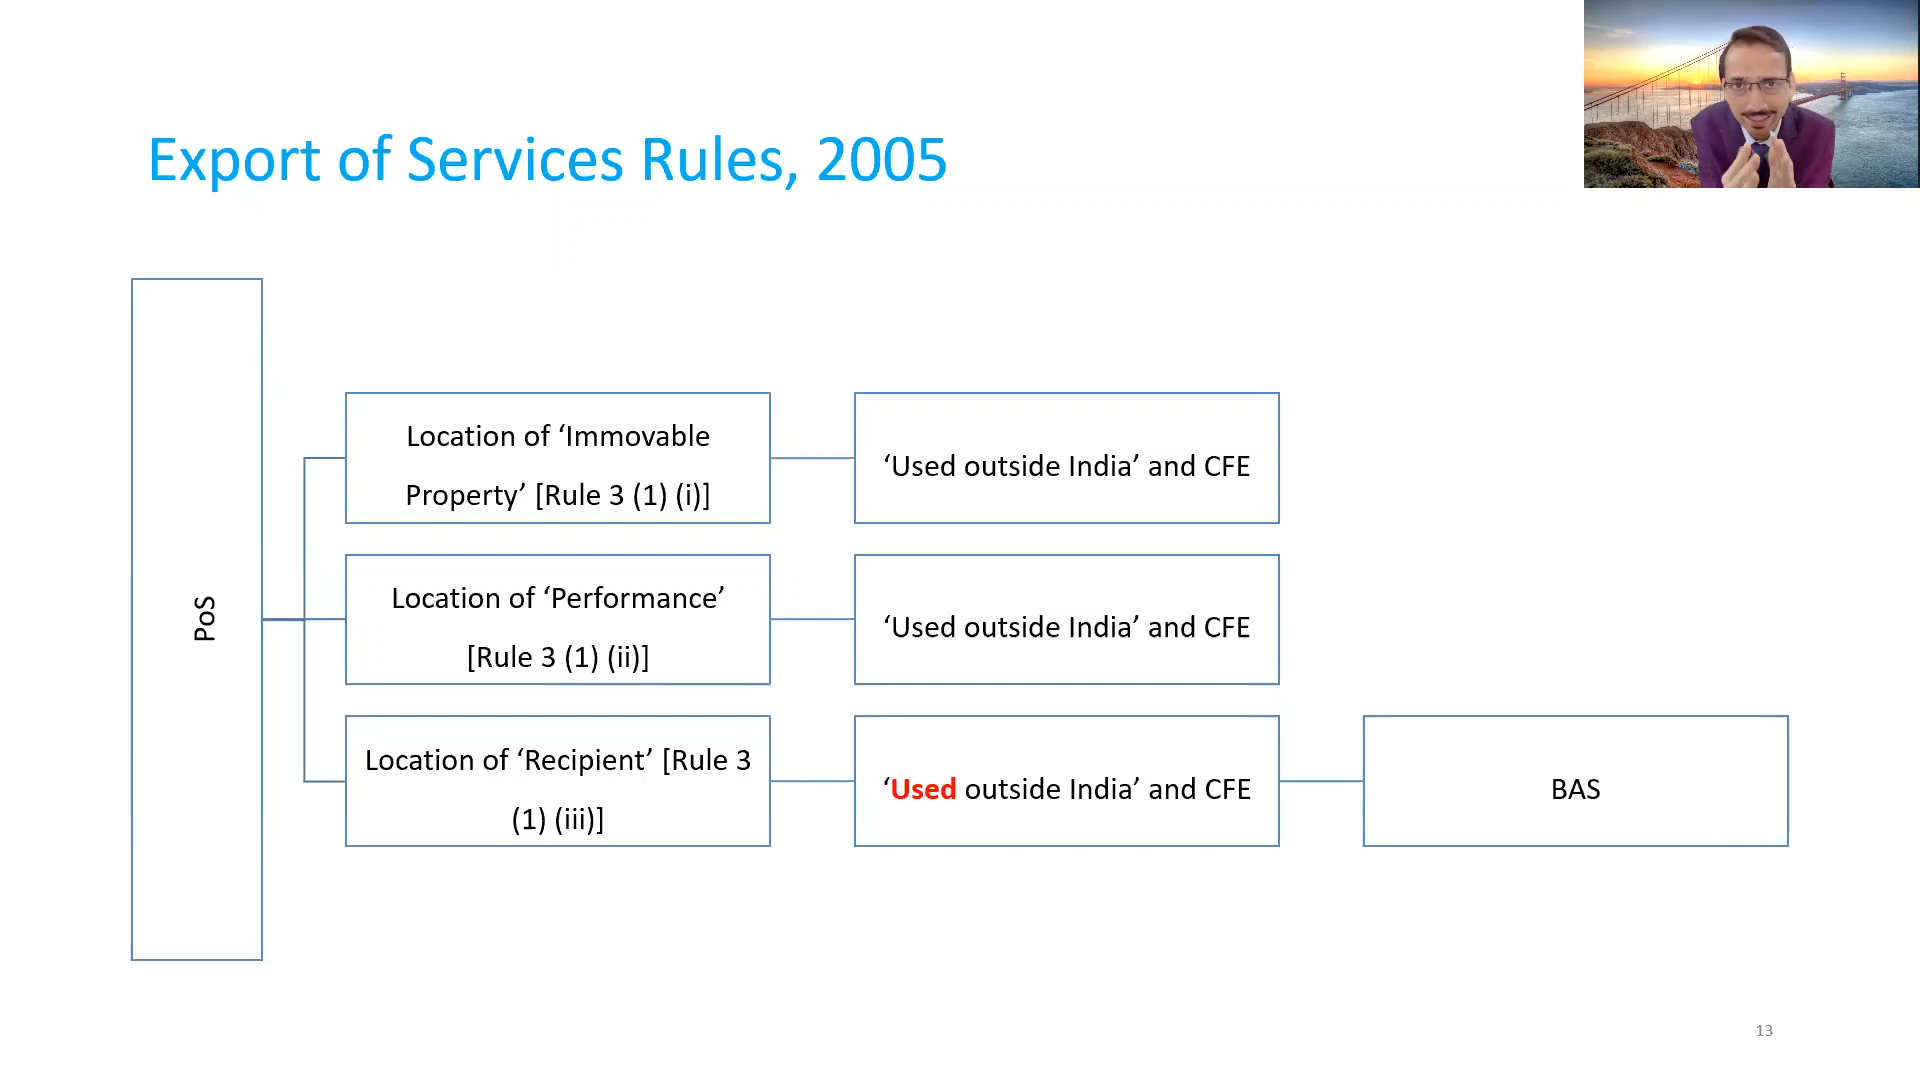 Export of Services Rules, 2005
PoS
Location of ‘Immovable
Property’ [Rule 3 (1) (i)]
‘Used outside India’ and CFE
Location of ‘Performance’
[Rule 3 (1) (ii)]
‘Used outside India’ and CFE
Location of ‘Recipient’ [Rule 3
(1) (iii)]
‘Used outside India’ and CFE
BAS
13